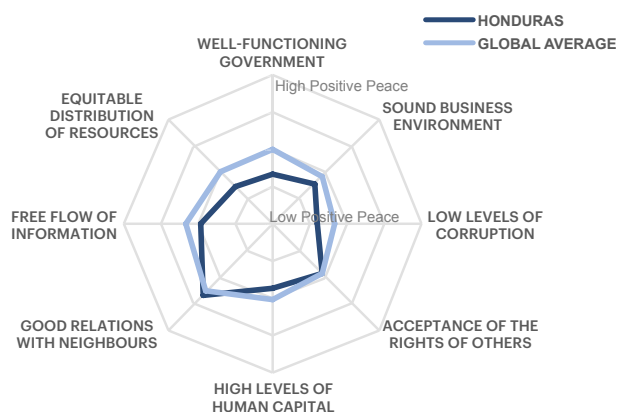 HONDURAS
GLOBAL AVERAGE
WELL-FUNCTIONING
GOVERNMENT
High Positive Peace
EQUITABLE
DISTRIBUTION
OF RESOURCES
SOUND BUSINESS
ENVIRONMENT
FREE FLOW OF
INFORMATION
Low Positive Peace
LOW LEVELS OF
CORRUPTION
GOOD RELATIONS
WITH NEIGHBOURS
ACCEPTANCE OF THE
RIGHTS OF OTHERS
HIGH LEVELS OF
HUMAN CAPITAL